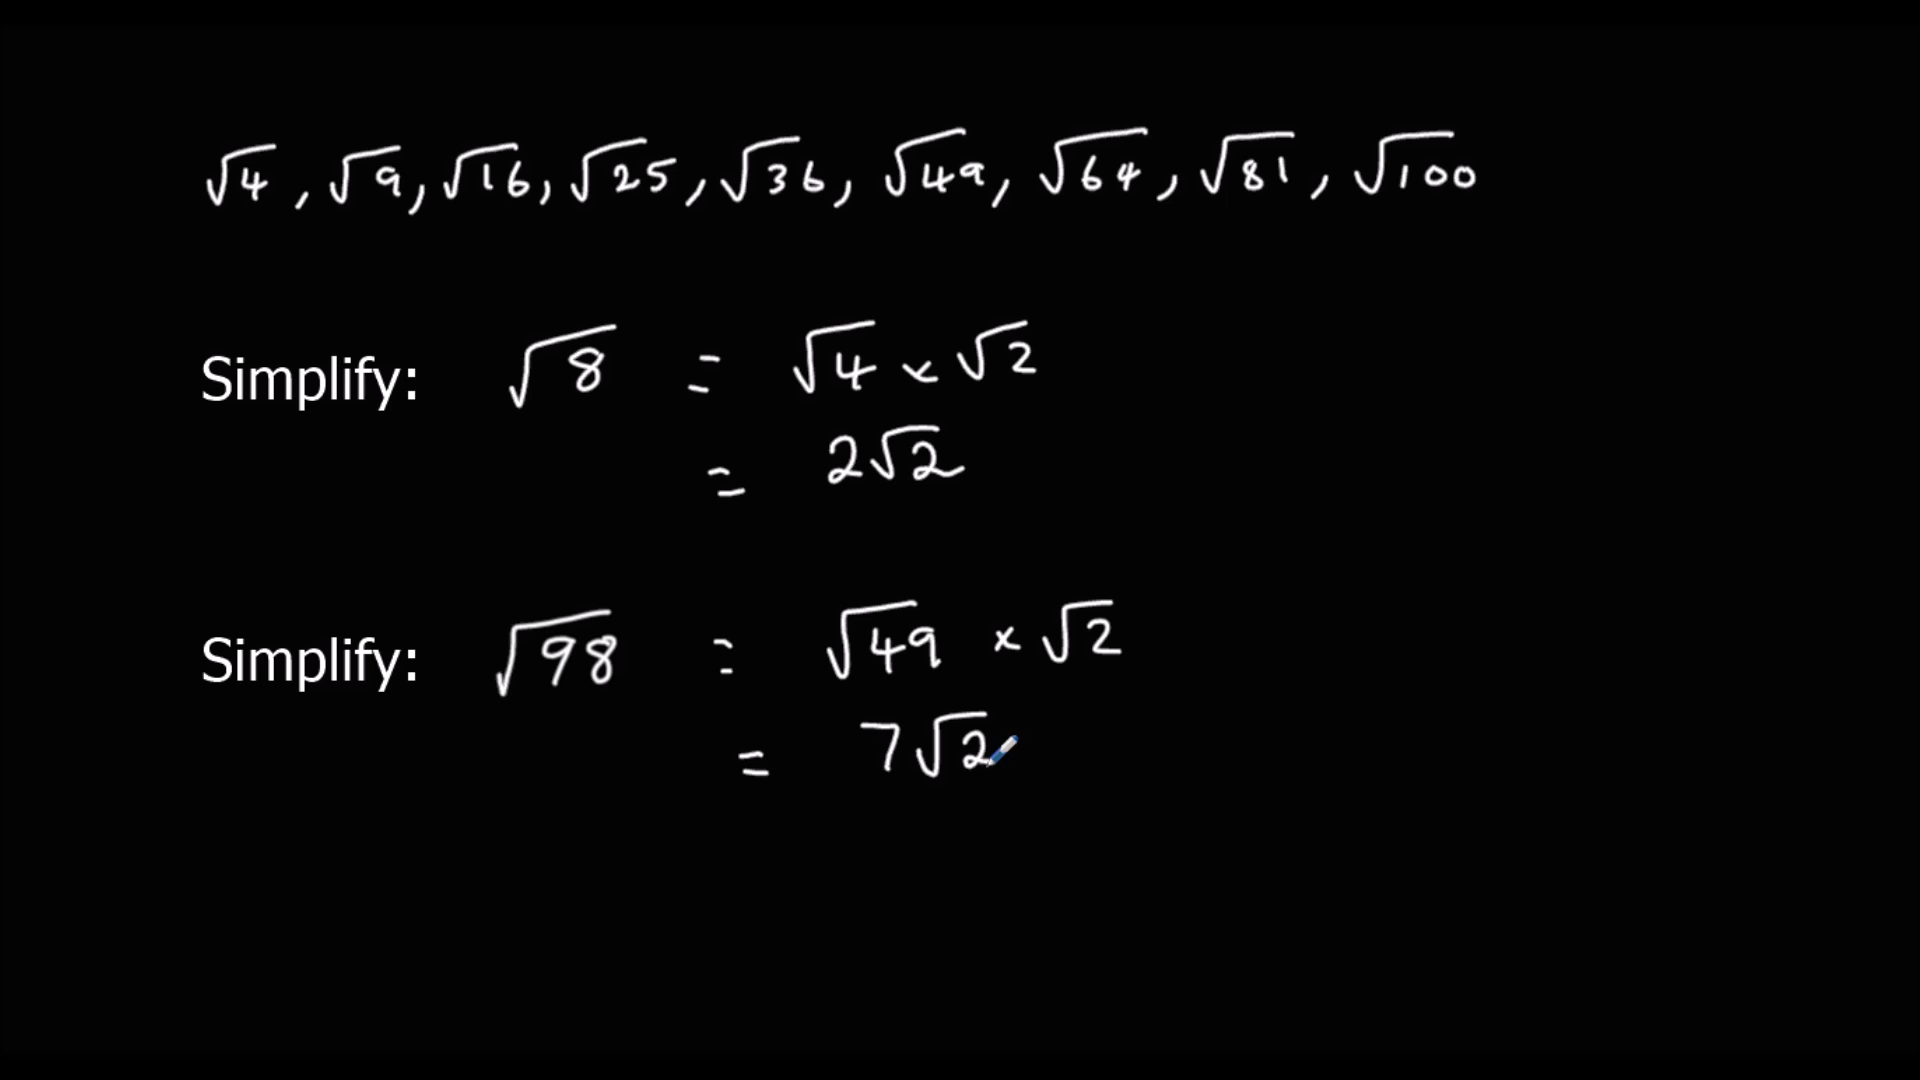 √4, √9, √16, √25, √36, √49, √64, √81, √100
Simplify: √8 = √4 × √2
= 2√2
Simplify: √98 = √49 × √2
= 7√2